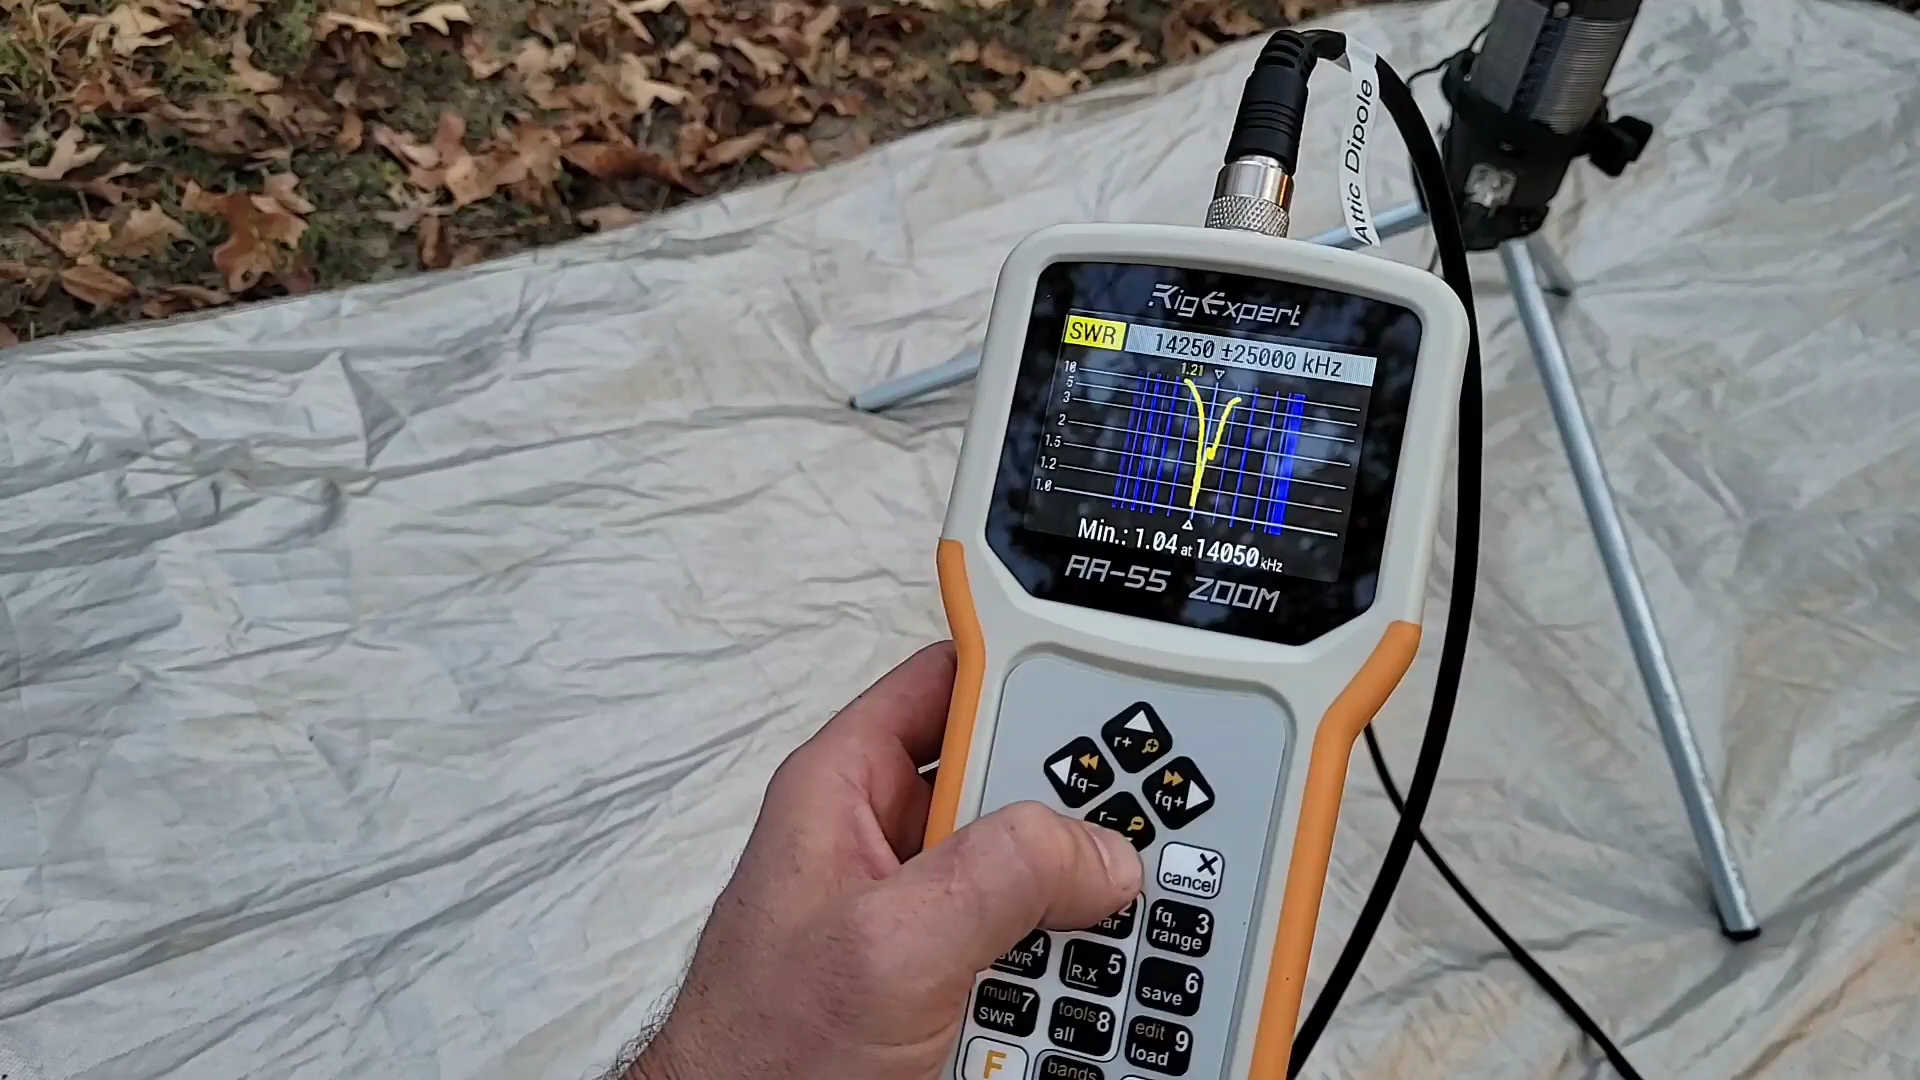 Attic Dipole
RigExpert
SWR 14250 ±25000 kHz
1.21
10
5
3
2
1.5
1.2
1.0
Min.: 1.04 at 14050 kHz
AA-55 ZOOM
r+
fq-
fq+
r-
cancel
2
fq, 3
range
4
SWR
5
R,X
6
save
multi 7
SWR
tools 8
all
edit 9
load
F
bands